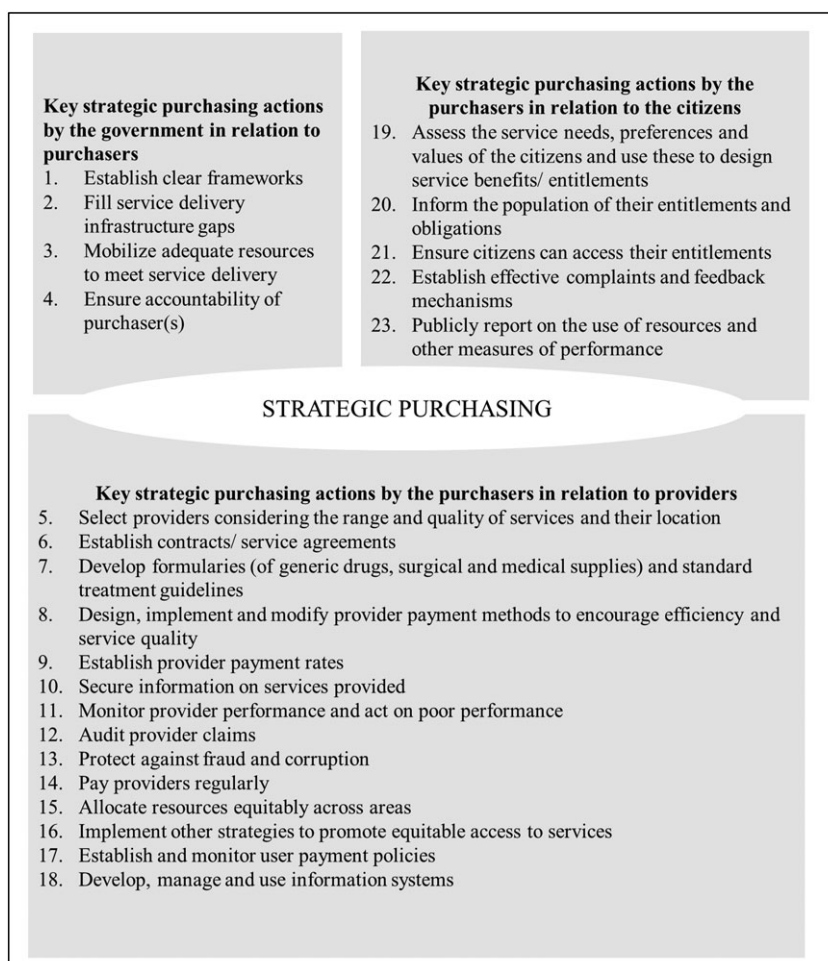 Key strategic purchasing actions
by the government in relation to
purchasers
1. Establish clear frameworks
2. Fill service delivery
infrastructure gaps
3. Mobilize adequate resources
to meet service delivery
4. Ensure accountability of
purchaser(s)
Key strategic purchasing actions by the
purchasers in relation to the citizens
19. Assess the service needs, preferences and
values of the citizens and use these to design
service benefits/ entitlements
20. Inform the population of their entitlements and
obligations
21. Ensure citizens can access their entitlements
22. Establish effective complaints and feedback
mechanisms
23. Publicly report on the use of resources and
other measures of performance
STRATEGIC PURCHASING
Key strategic purchasing actions by the purchasers in relation to providers
5. Select providers considering the range and quality of services and their location
6. Establish contracts/ service agreements
7. Develop formularies (of generic drugs, surgical and medical supplies) and standard
treatment guidelines
8. Design, implement and modify provider payment methods to encourage efficiency and
service quality
9. Establish provider payment rates
10. Secure information on services provided
11. Monitor provider performance and act on poor performance
12. Audit provider claims
13. Protect against fraud and corruption
14. Pay providers regularly
15. Allocate resources equitably across areas
16. Implement other strategies to promote equitable access to services
17. Establish and monitor user payment policies
18. Develop, manage and use information systems